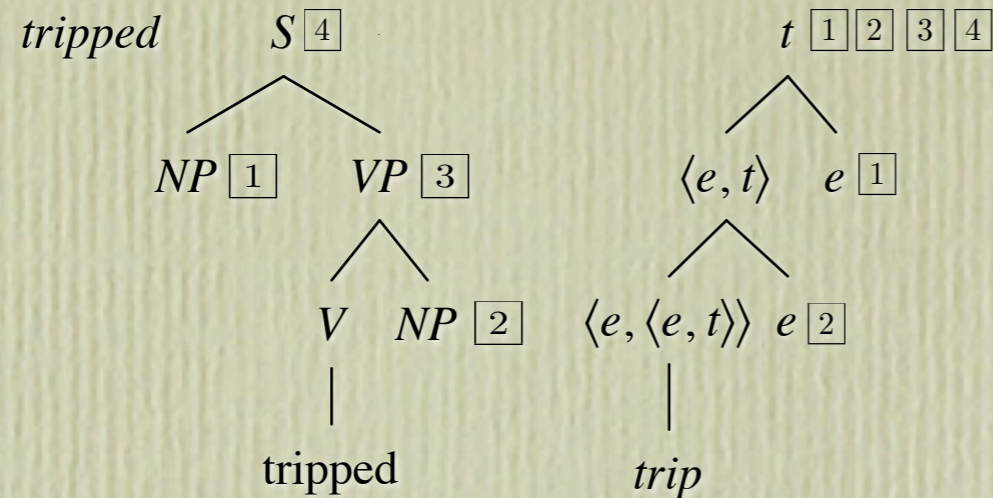 tripped S 4 t 1 2 3 4
NP 1 VP 3 ⟨e, t⟩ e 1
V NP 2 ⟨e, ⟨e, t⟩⟩ e 2
tripped trip